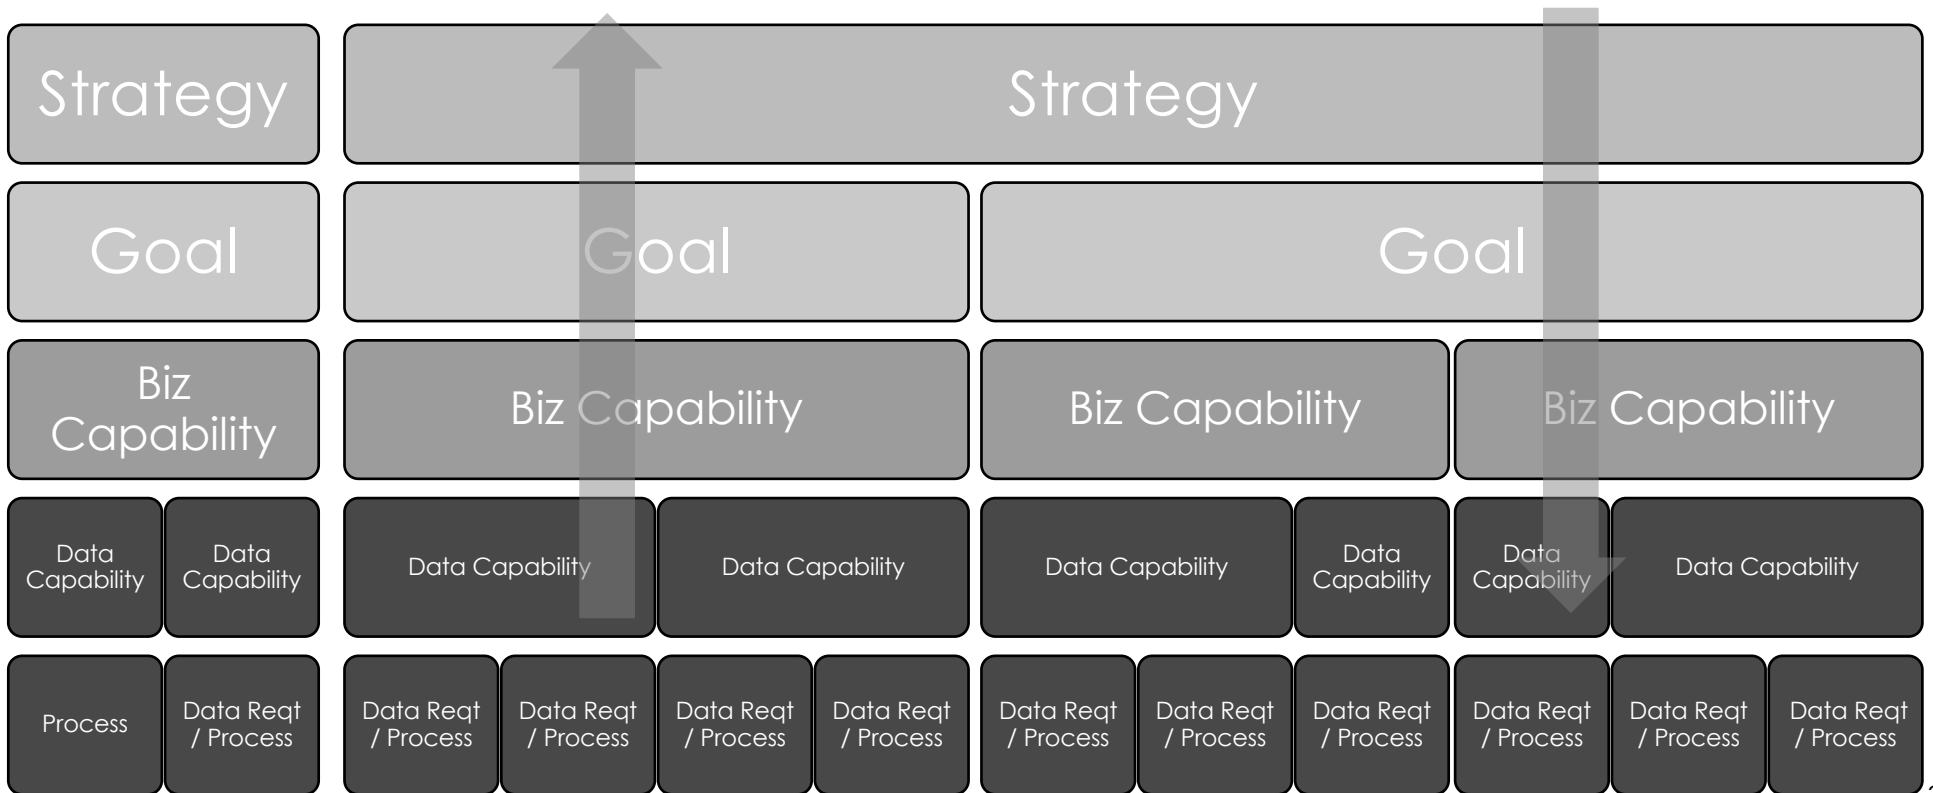 Strategy
Strategy
Goal
Goal
Goal
Biz
Capability
Biz Capability
Biz Capability
Biz Capability
Data
Capability
Data
Capability
Data Capability
Data Capability
Data Capability
Data
Capability
Data
Capability
Data Capability
Process
Data Reqt
/ Process
Data Reqt
/ Process
Data Reqt
/ Process
Data Reqt
/ Process
Data Reqt
/ Process
Data Reqt
/ Process
Data Reqt
/ Process
Data Reqt
/ Process
Data Reqt
/ Process
Data Reqt
/ Process
Data Reqt
/ Process